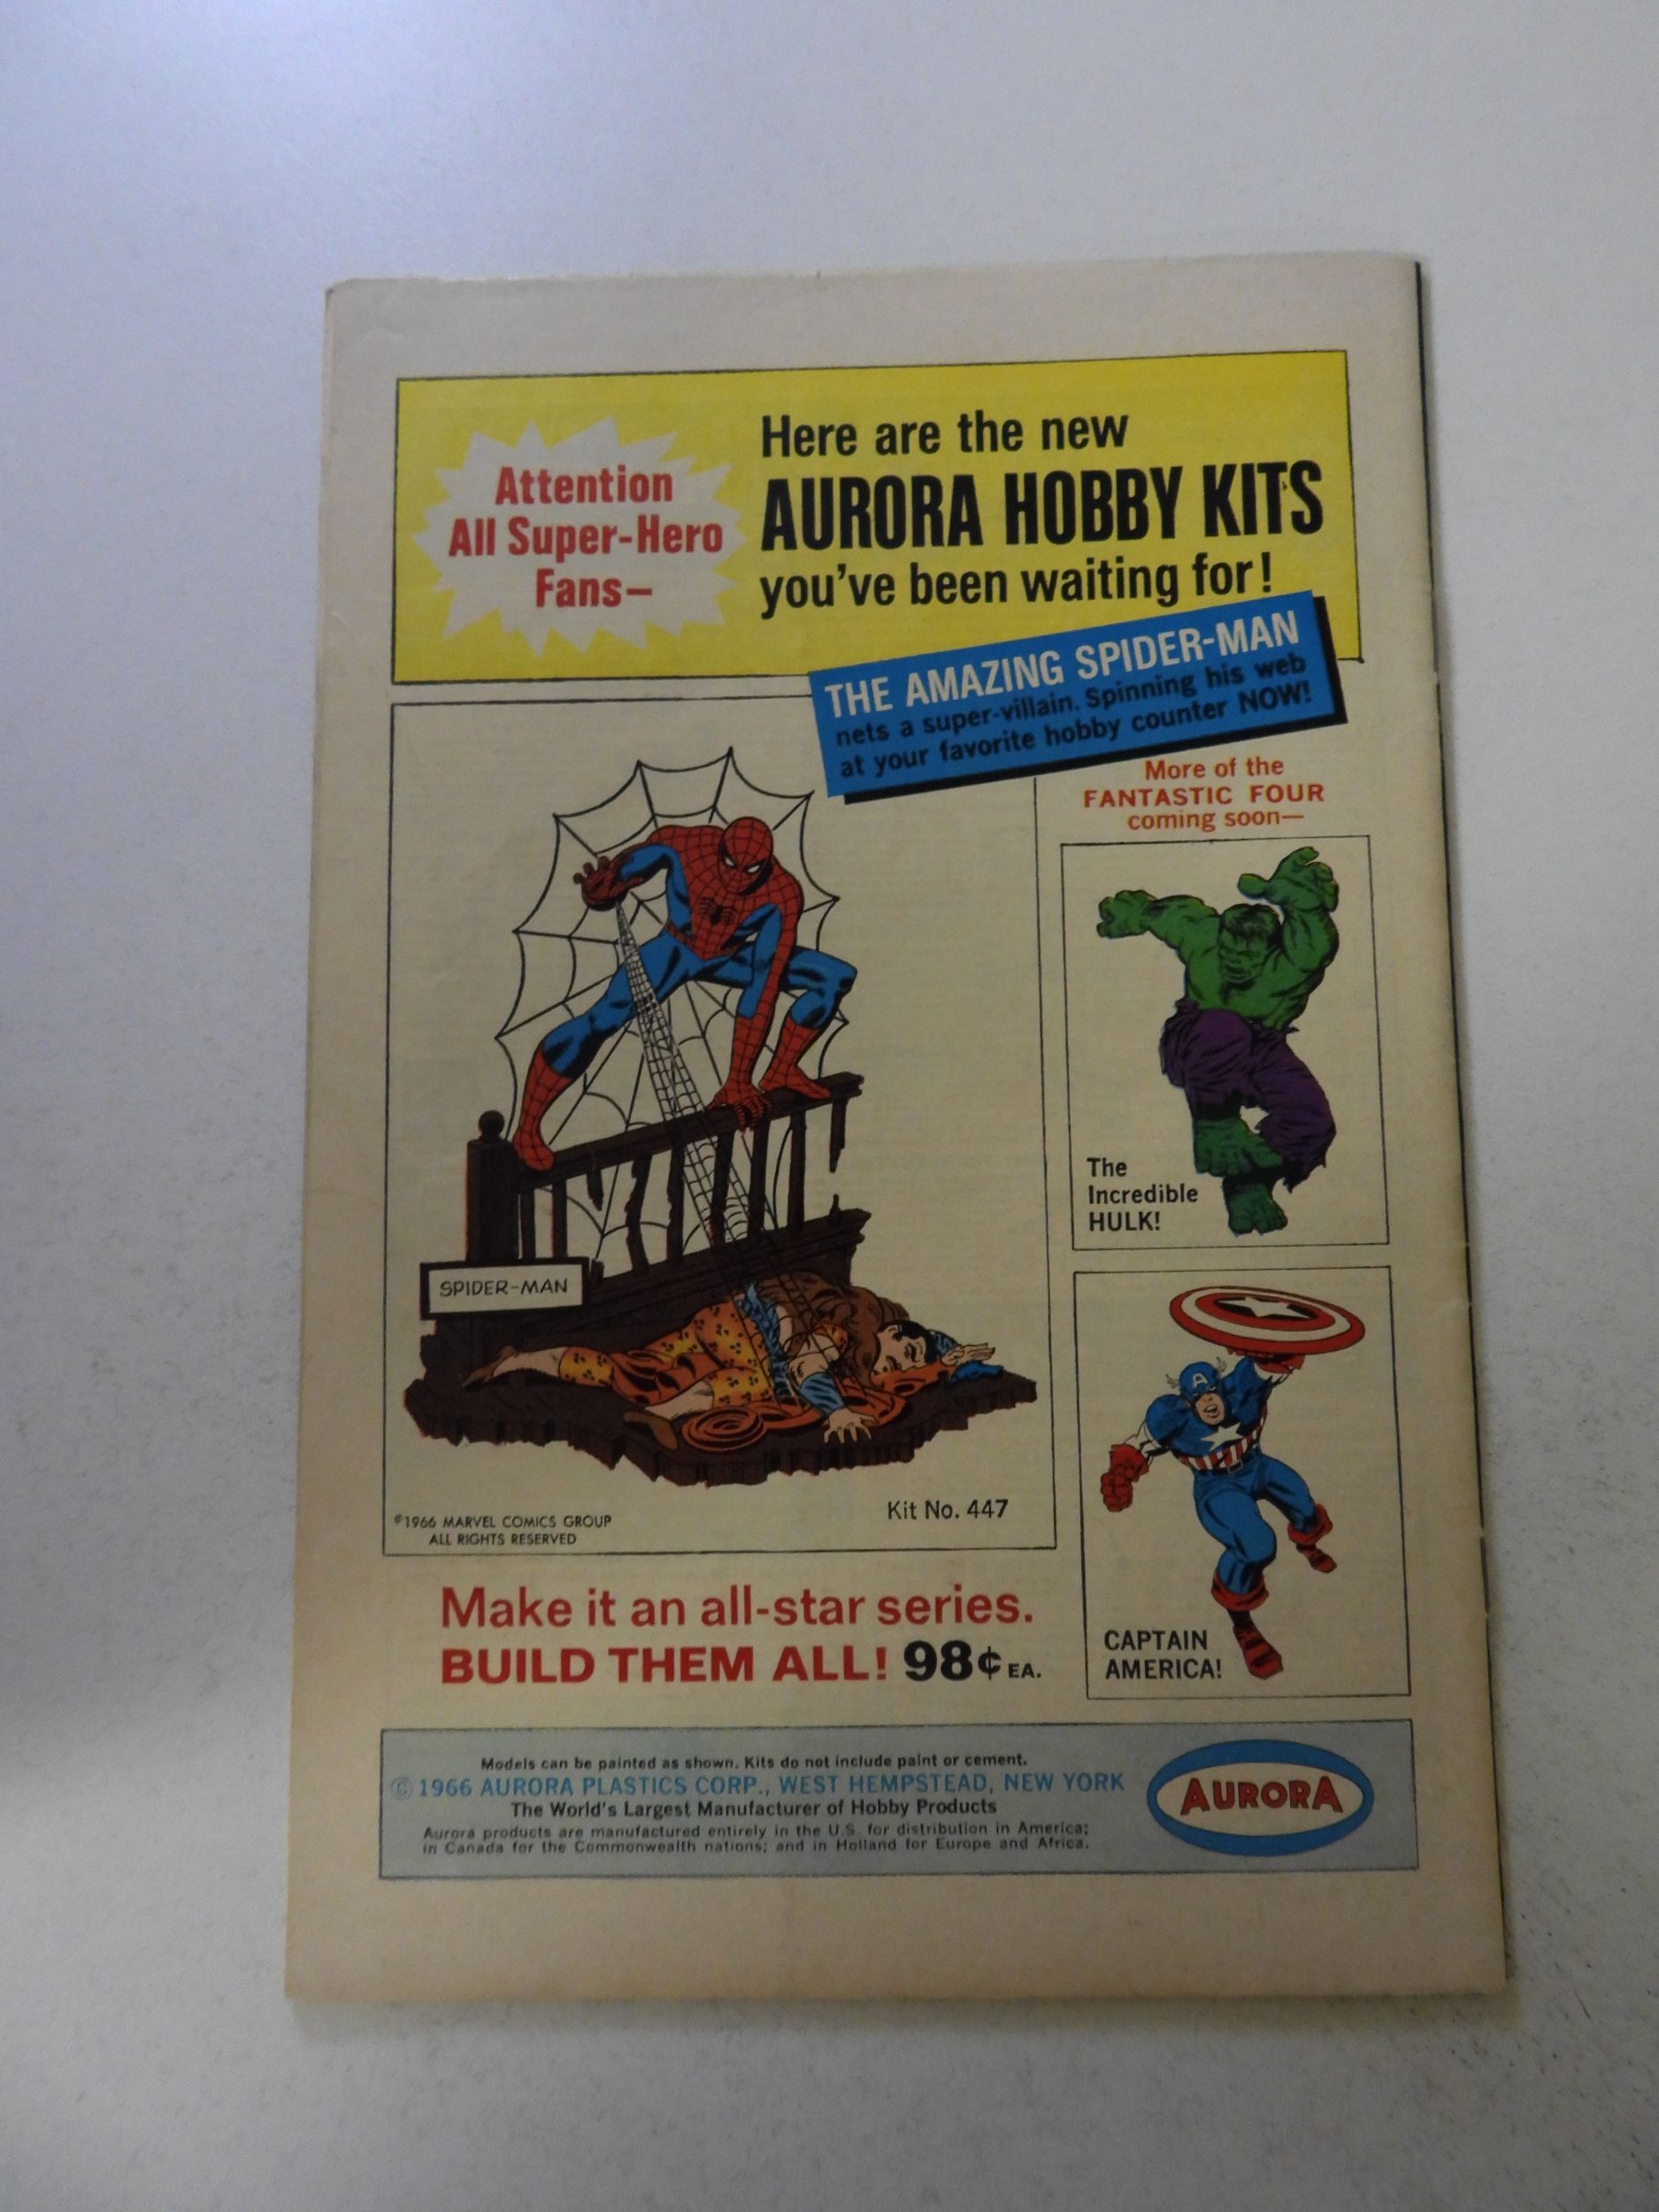 Attention
All Super-Hero
Fans—
Here are the new
AURORA HOBBY KITS
you've been waiting for!
THE AMAZING SPIDER-MAN
nets a super-villain. Spinning his web
at your favorite hobby counter NOW!
More of the
FANTASTIC FOUR
coming soon—
SPIDER-MAN
©1966 MARVEL COMICS GROUP
ALL RIGHTS RESERVED
Kit No. 447
The
Incredible
HULK!
A
CAPTAIN
AMERICA!
Make it an all-star series.
BUILD THEM ALL! 98¢ EA.
Models can be painted as shown. Kits do not include paint or cement.
© 1966 AURORA PLASTICS CORP., WEST HEMPSTEAD, NEW YORK
The World's Largest Manufacturer of Hobby Products
Aurora products are manufactured entirely in the U.S. for distribution in America;
in Canada for the Commonwealth nations; and in Holland for Europe and Africa.
AURORA